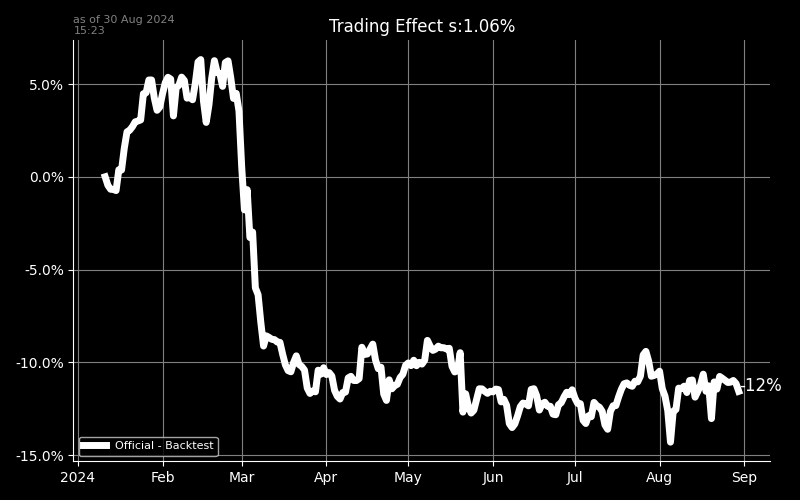 as of 30 Aug 2024
15:23
Trading Effect s:1.06%
5.0%
0.0%
-5.0%
-10.0%
-15.0%
-12%
Official - Backtest
2024 Feb Mar Apr May Jun Jul Aug Sep